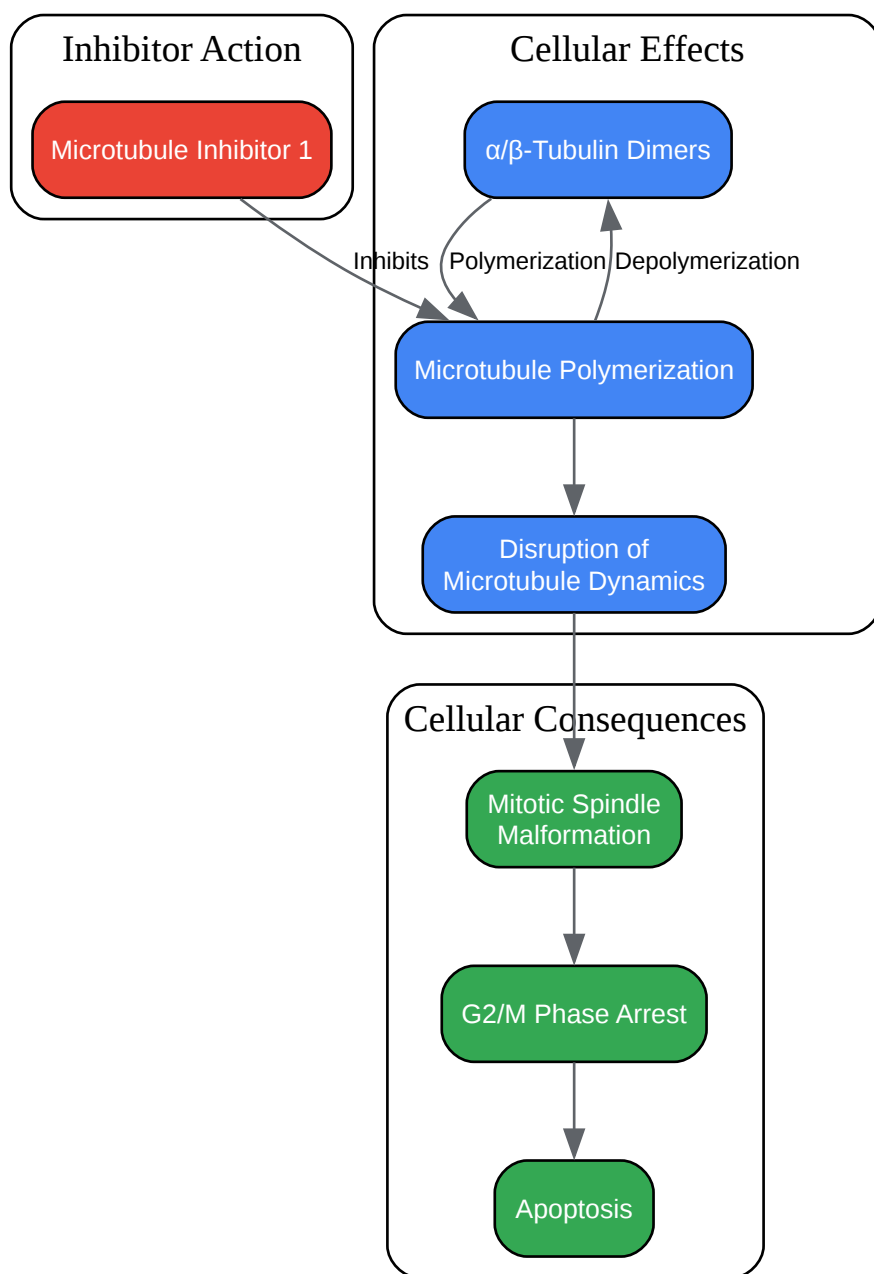 Inhibitor Action
Microtubule Inhibitor 1
Cellular Effects
α/β-Tubulin Dimers
Inhibits
Polymerization
Depolymerization
Microtubule Polymerization
Disruption of
Microtubule Dynamics
Cellular Consequences
Mitotic Spindle
Malformation
G2/M Phase Arrest
Apoptosis